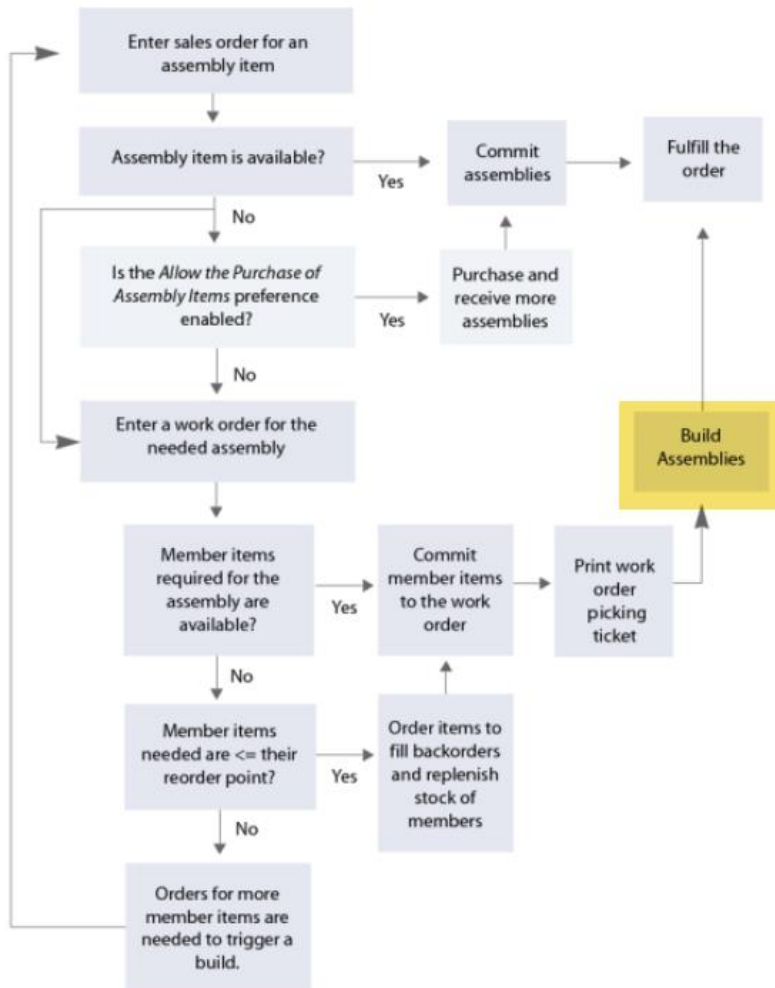 Enter sales order for an
assembly item
Assembly item is available?
Yes
Commit
assemblies
Fulfill the
order
No
Is the Allow the Purchase of
Assembly Items preference
enabled?
Yes
Purchase and
receive more
assemblies
No
Enter a work order for the
needed assembly
Build
Assemblies
Member items
required for the
assembly are
available?
Yes
Commit
member items
to the work
order
Print work
order
picking
ticket
No
Member items
needed are <= their
reorder point?
Yes
Order items to
fill backorders
and replenish
stock of
members
No
Orders for more
member items are
needed to trigger a
build.